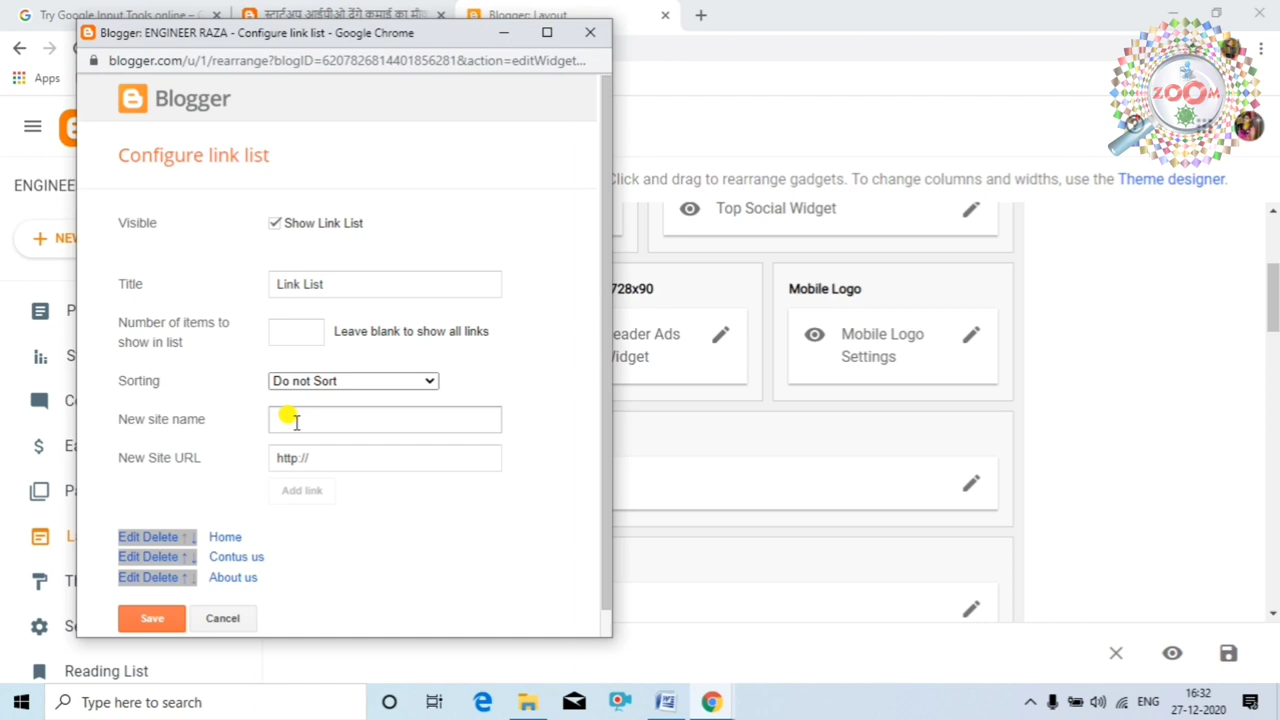 Try Google Input Tools online –
स्टार्टअप आईपीओ देंगे कमाई का मौ
Blogger: Layout
Blogger: ENGINEER RAZA - Configure link list - Google Chrome
blogger.com/u/1/rearrange?blogID=6207826814401856281&action=editWidget...
Apps
ZOOM
Blogger
Configure link list
ENGINEE
Click and drag to rearrange gadgets. To change columns and widths, use the Theme designer.
Visible
Show Link List
Top Social Widget
+ NEW
Title
Link List
728x90
Mobile Logo
Number of items to
show in list
Leave blank to show all links
eader Ads
Widget
Mobile Logo
Settings
Sorting
Do not Sort
New site name
New Site URL
http://
Add link
Edit Delete ↑ ↓ Home
Edit Delete ↑ ↓ Contus us
Edit Delete ↑ ↓ About us
Save
Cancel
Reading List
Type here to search
ENG
16:32
27-12-2020